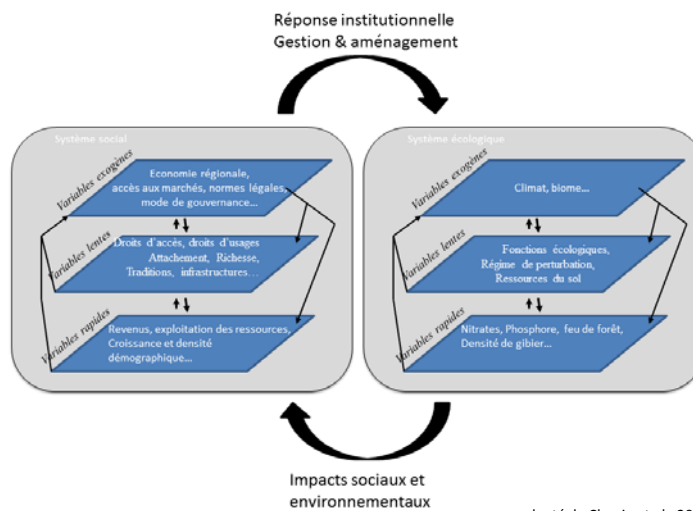 Réponse institutionnelle
Gestion & aménagement
Système social
Variables exogènes
Economie régionale,
accès aux marchés, normes légales,
mode de gouvernance...
Variables lentes
Droits d'accès, droits d'usages
Attachement, Richesse,
Traditions, infrastructures...
Variables rapides
Revenus, exploitation des ressources,
Croissance et densité
démographique...
Système écologique
Variables exogènes
Climat, biome...
Variables lentes
Fonctions écologiques,
Régime de perturbation,
Ressources du sol
Variables rapides
Nitrates, Phosphore, feu de forêt,
Densité de gibier...
Impacts sociaux et
environnementaux